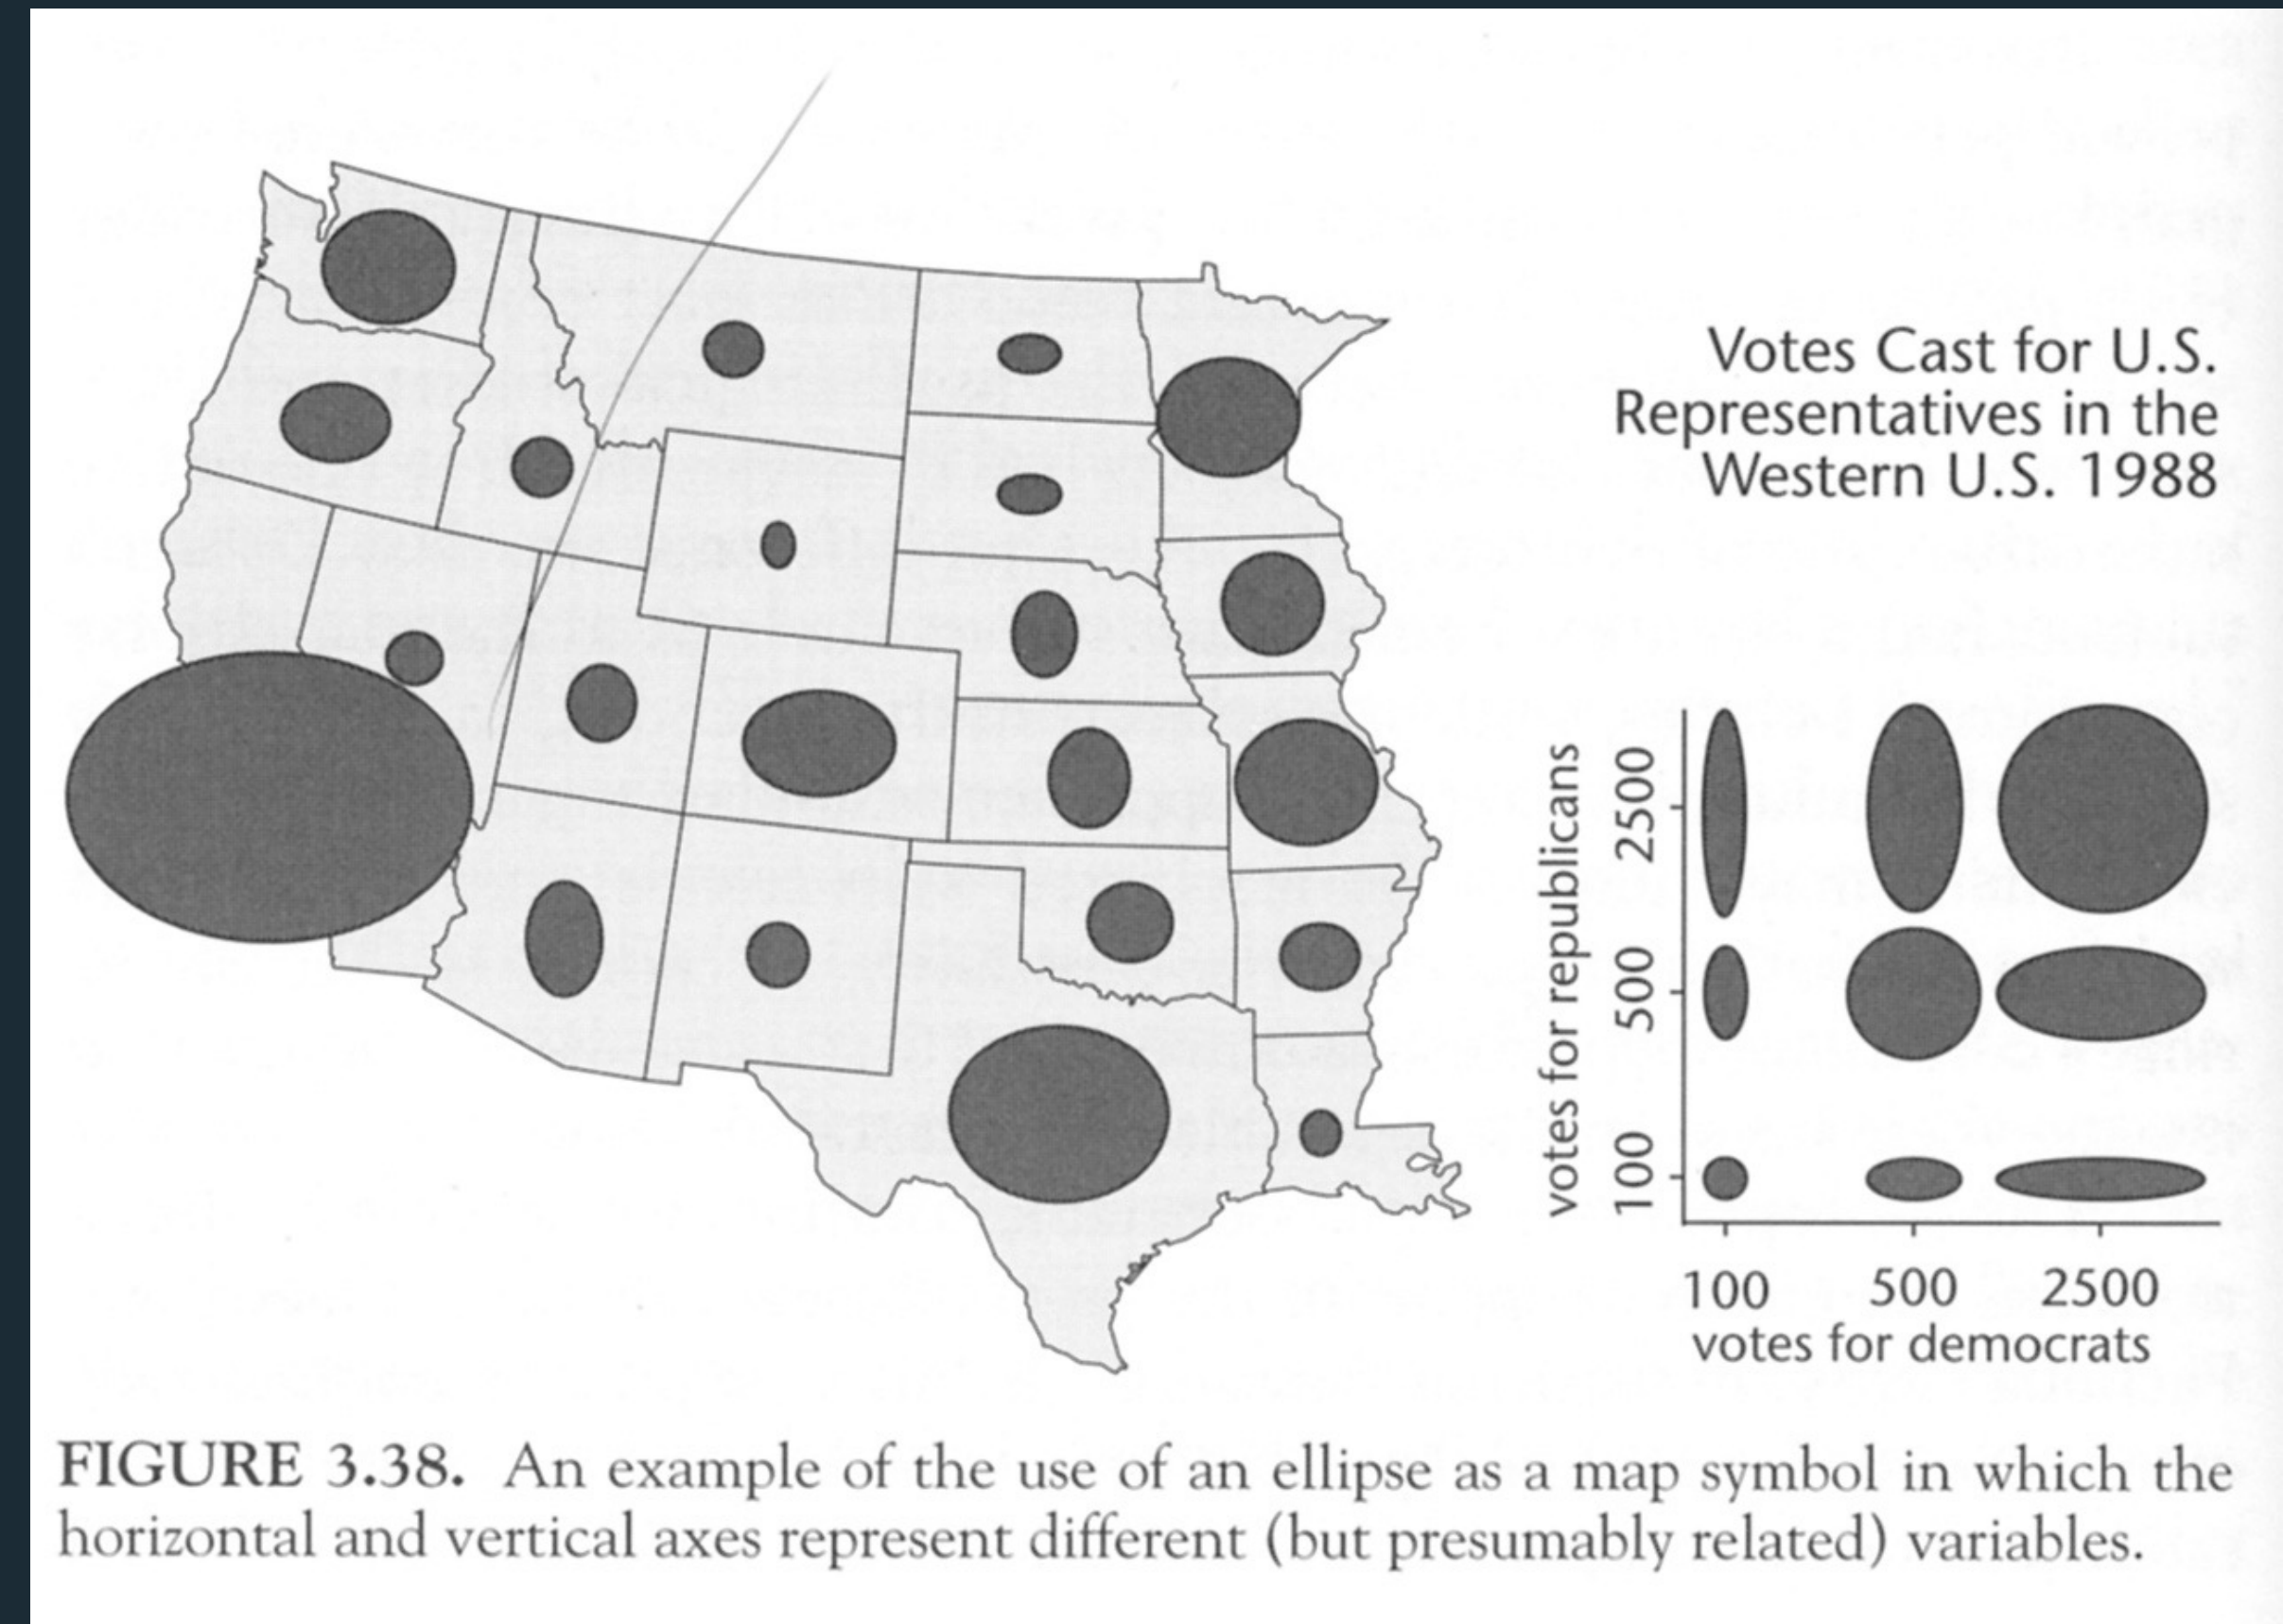 Votes Cast for U.S.
Representatives in the
Western U.S. 1988
votes for republicans
2500
500
100
100 500 2500
votes for democrats
FIGURE 3.38. An example of the use of an ellipse as a map symbol in which the
horizontal and vertical axes represent different (but presumably related) variables.